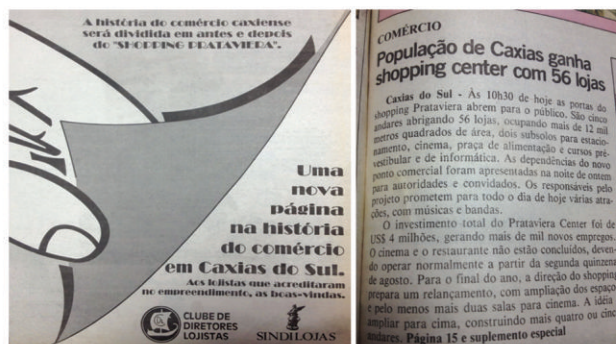 A história do comércio caxiense
será dividida em antes e depois
do "SHOPPING PRATAVIERA".
Uma
nova
página
na história
do comércio
em Caxias do Sul.
Aos lojistas que acreditaram
no empreendimento, as boas-vindas.
CLUBE DE
DIRETORES
LOJISTAS
SINDILOJAS
COMÉRCIO
População de Caxias ganha
shopping center com 56 lojas
Caxias do Sul - Às 10h30 de hoje as portas do
shopping Prataviera abrem para o público. São cinco
andares abrigando 56 lojas, ocupando mais de 12 mil
metros quadrados de área, dois subsolos para estacio-
namento, cinema, praça de alimentação e cursos pré-
vestibular e de informática. As dependências do novo
ponto comercial foram apresentadas na noite de ontem
para autoridades e convidados. Os responsáveis pelo
projeto prometem para todo o dia de hoje várias atra-
ções, com músicas e bandas.
O investimento total do Prataviera Center foi de
US$ 4 milhões, gerando mais de mil novos empregos.
O cinema e o restaurante não estão concluídos, deven-
do operar normalmente a partir da segunda quinzena
de agosto. Para o final do ano, a direção do shopping
prepara um relançamento, com ampliação dos espaço
e pelo menos mais duas salas para cinema. A idéia
ampliar para cima, construindo mais quatro ou cinc
andares. Página 15 e suplemento especial